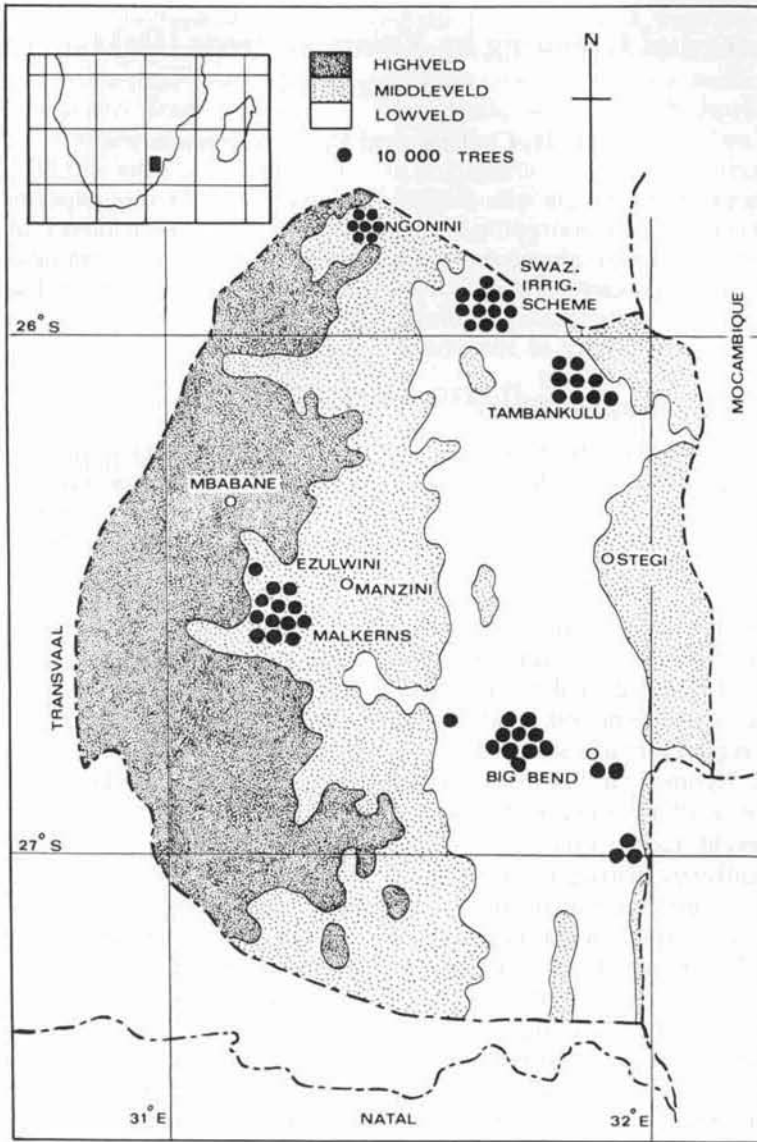 N
HIGHVELD
MIDDLEVELD
LOWVELD
10 000 TREES
NGONINI
SWAZ.
IRRIG.
SCHEME
26°S
MOCAMBIQUE
TAMBANKULU
MBABANE
EZULWINI
STEGI
MANZINI
MALKERNS
TRANSVAAL
BIG BEND
27°S
31°E
NATAL
32°E